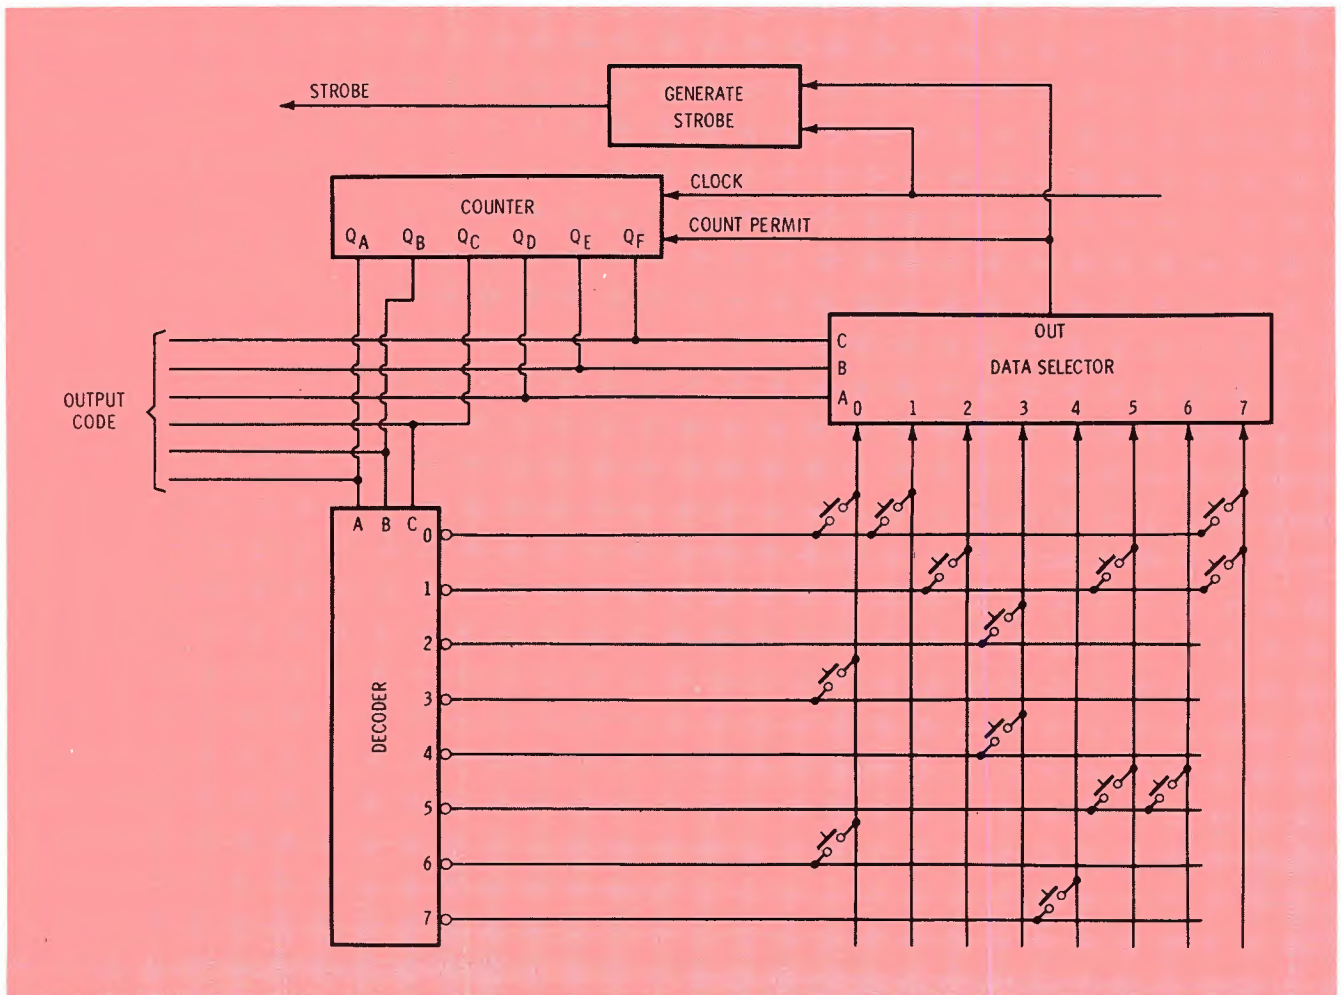 STROBE
GENERATE
STROBE
CLOCK
COUNTER
COUNT PERMIT
QA QB QC QD QE QF
OUT
C
B
DATA SELECTOR
A
0 1 2 3 4 5 6 7
OUTPUT
CODE
A B C
0
1
2
3
4
5
6
7
DECODER